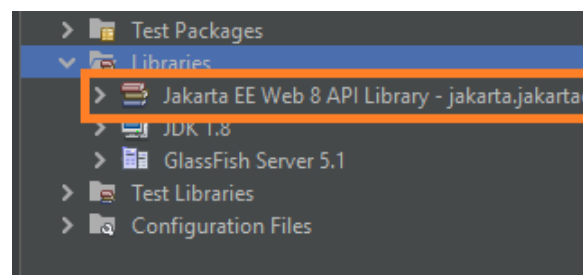 Test Packages
Libraries
Jakarta EE Web 8 API Library - jakarta.jakarta
JDK 1.8
GlassFish Server 5.1
Test Libraries
Configuration Files